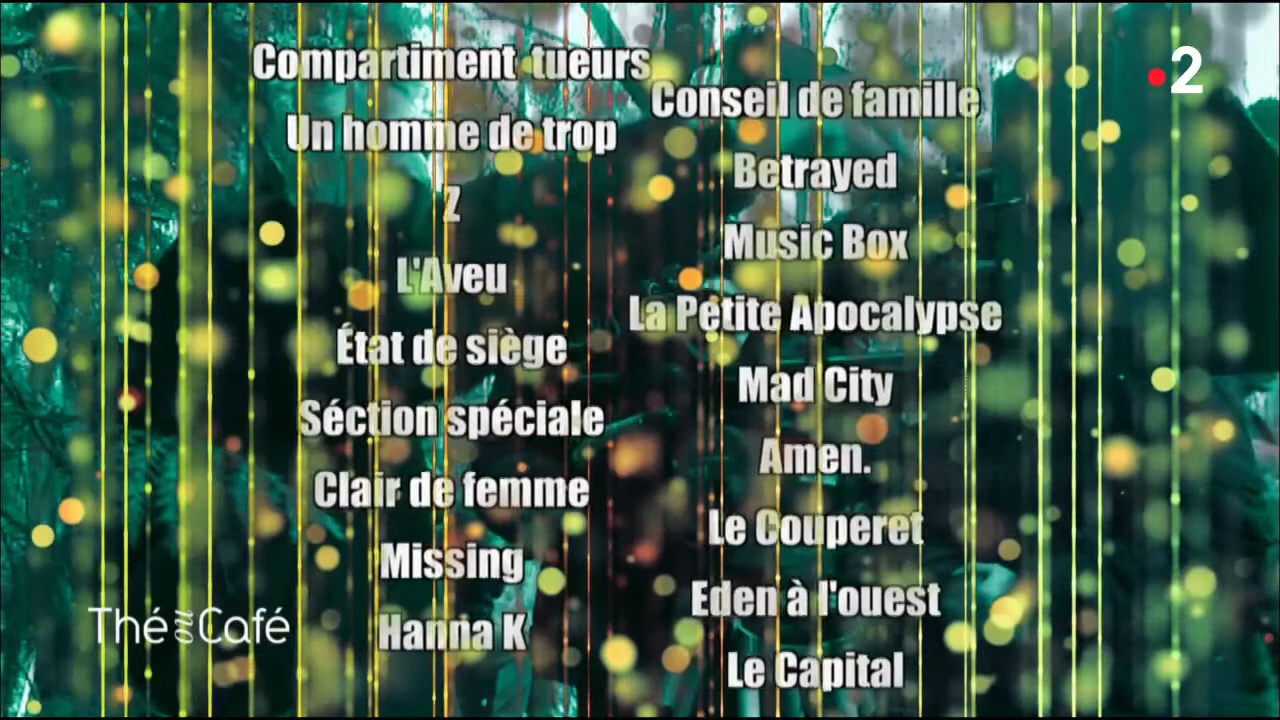 Compartiment tueurs
Un homme de trop
Z
L'Aveu
État de siège
Séction spéciale
Clair de femme
Missing
Hanna K
Conseil de famille
Betrayed
Music Box
La Petite Apocalypse
Mad City
Amen.
Le Couperet
Eden à l'ouest
Le Capital
2
Thé ou Café